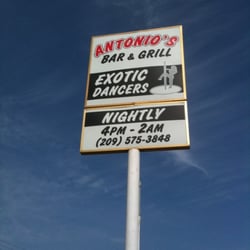 ANTONIO'S
BAR & GRILL
EXOTIC
DANCERS
NIGHTLY
4PM - 2AM
(209) 575-3848